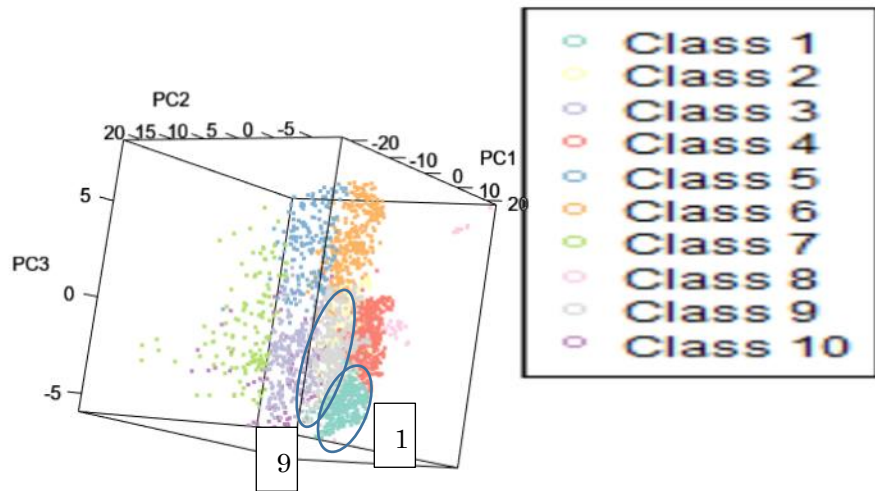 PC2
20 15 10 5 0 -5
-20
-10
0
10
20
PC1
5
PC3
0
-5
9
1
Class 1
Class 2
Class 3
Class 4
Class 5
Class 6
Class 7
Class 8
Class 9
Class 10